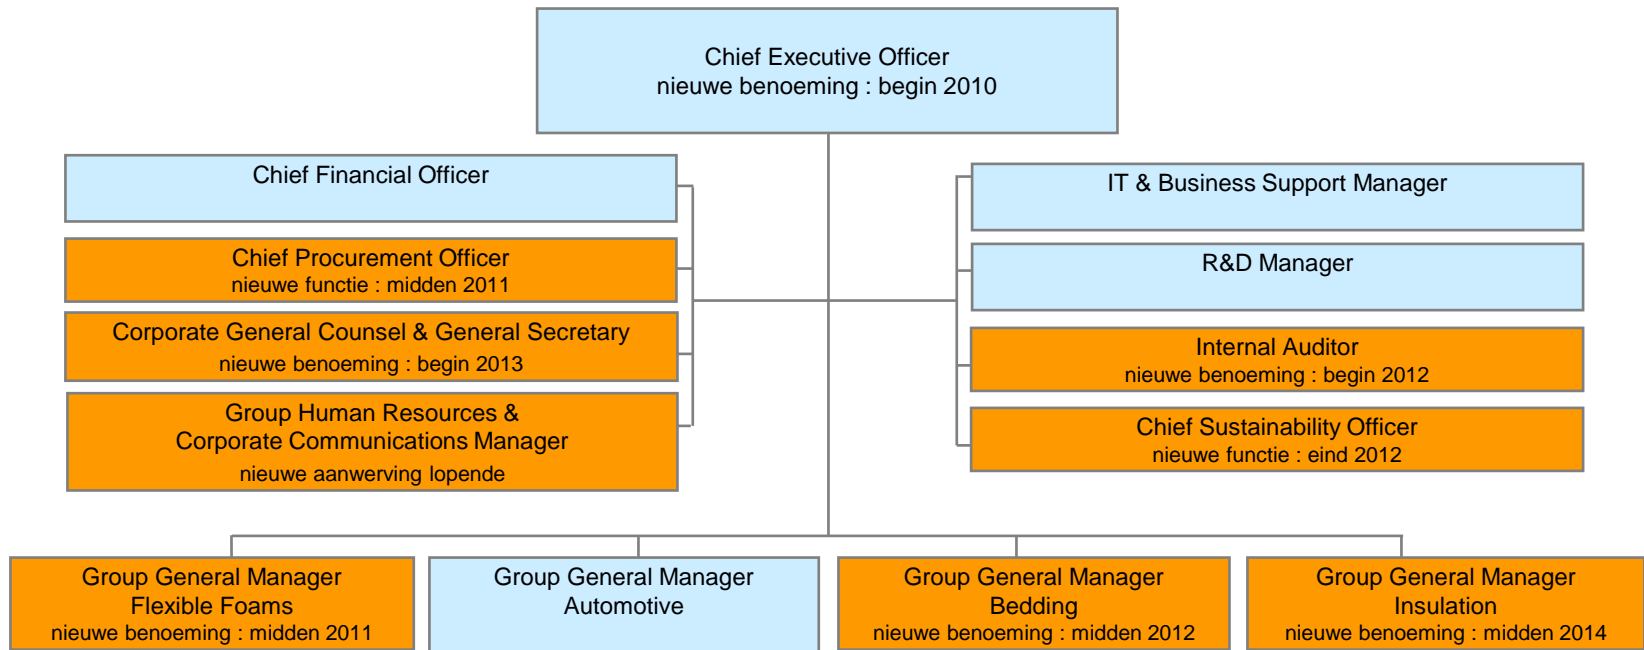 Chief Executive Officer
nieuwe benoeming : begin 2010
Chief Financial Officer
Chief Procurement Officer
nieuwe functie : midden 2011
Corporate General Counsel & General Secretary
nieuwe benoeming : begin 2013
Group Human Resources &
Corporate Communications Manager
nieuwe aanwerving lopende
IT & Business Support Manager
R&D Manager
Internal Auditor
nieuwe benoeming : begin 2012
Chief Sustainability Officer
nieuwe functie : eind 2012
Group General Manager
Flexible Foams
nieuwe benoeming : midden 2011
Group General Manager
Automotive
Group General Manager
Bedding
nieuwe benoeming : midden 2012
Group General Manager
Insulation
nieuwe benoeming : midden 2014